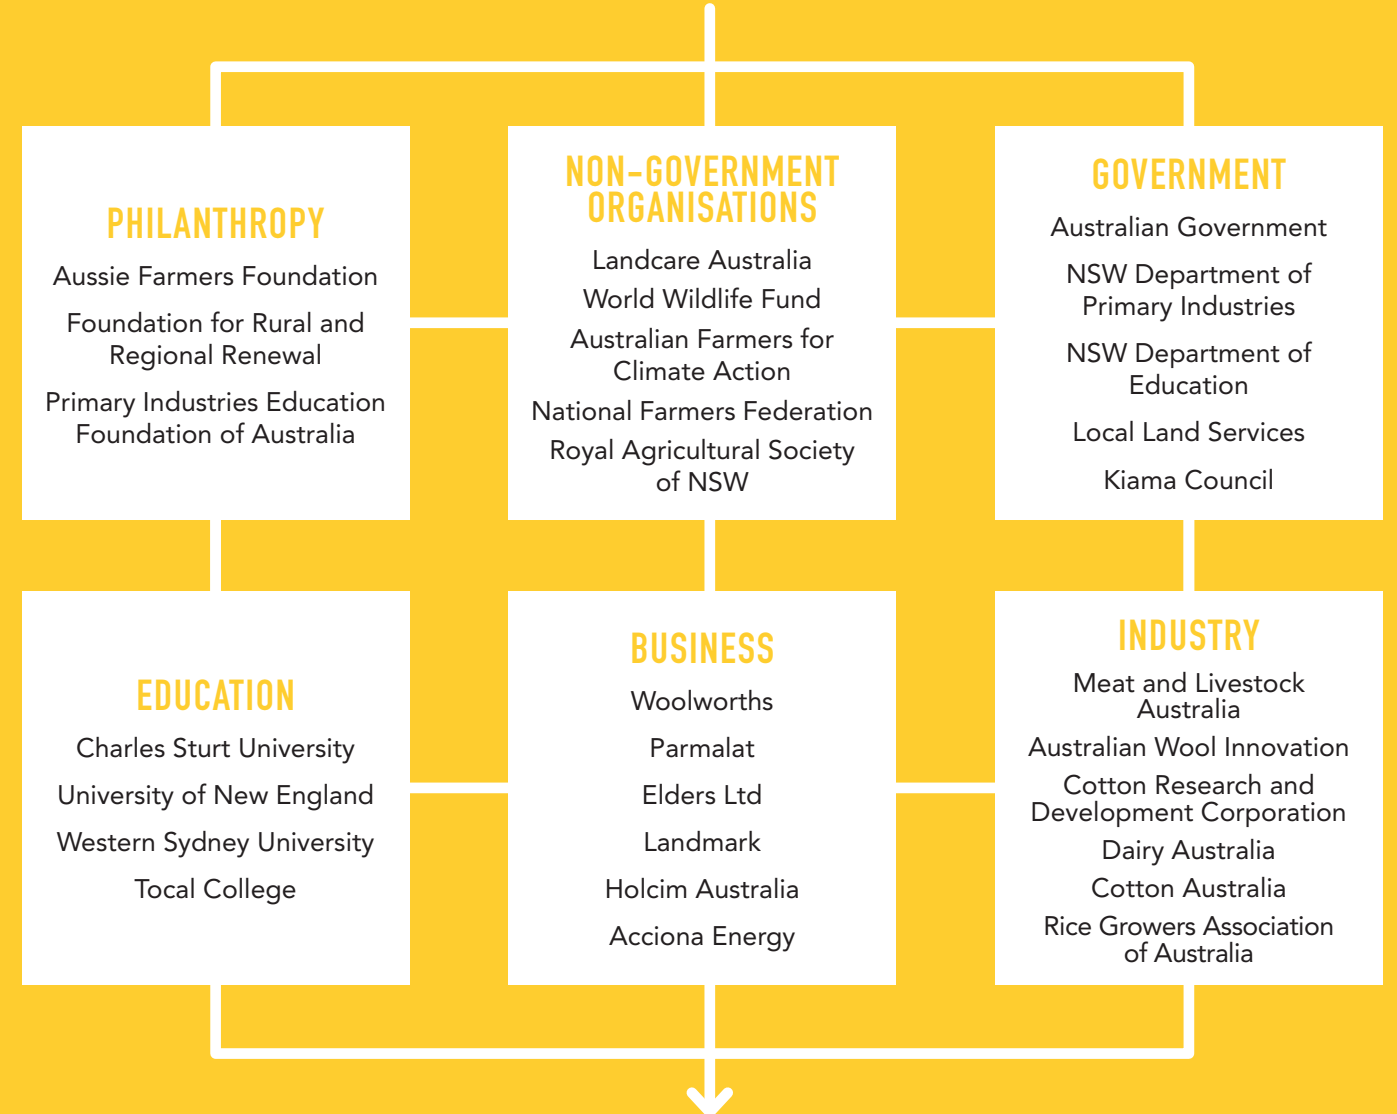 PHILANTHROPY
Aussie Farmers Foundation
Foundation for Rural and
Regional Renewal
Primary Industries Education
Foundation of Australia
NON-GOVERNMENT
ORGANISATIONS
Landcare Australia
World Wildlife Fund
Australian Farmers for
Climate Action
National Farmers Federation
Royal Agricultural Society
of NSW
GOVERNMENT
Australian Government
NSW Department of
Primary Industries
NSW Department of
Education
Local Land Services
Kiama Council
EDUCATION
Charles Sturt University
University of New England
Western Sydney University
Tocal College
BUSINESS
Woolworths
Parmalat
Elders Ltd
Landmark
Holcim Australia
Acciona Energy
INDUSTRY
Meat and Livestock
Australia
Australian Wool Innovation
Cotton Research and
Development Corporation
Dairy Australia
Cotton Australia
Rice Growers Association
of Australia